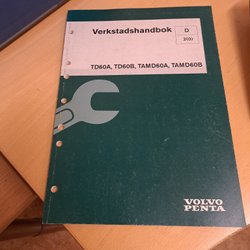 Verkstadshandbok
D
2(0)
TD60A, TD60B, TAMD60A, TAMD60B
VOLVO
PENTA